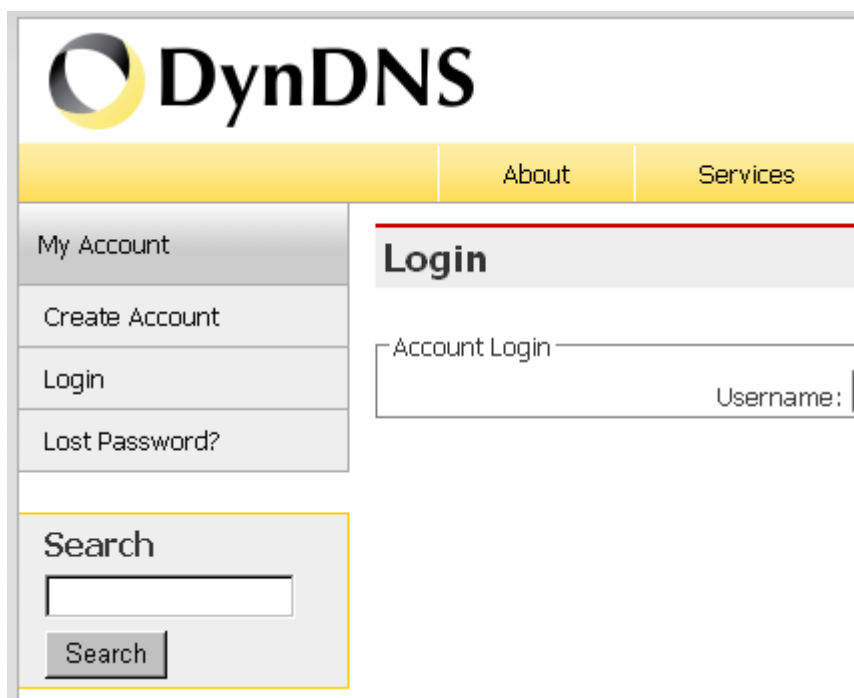 DynDNS
About Services
My Account
Create Account
Login
Lost Password?
Search
Search
Login
Account Login
Username: